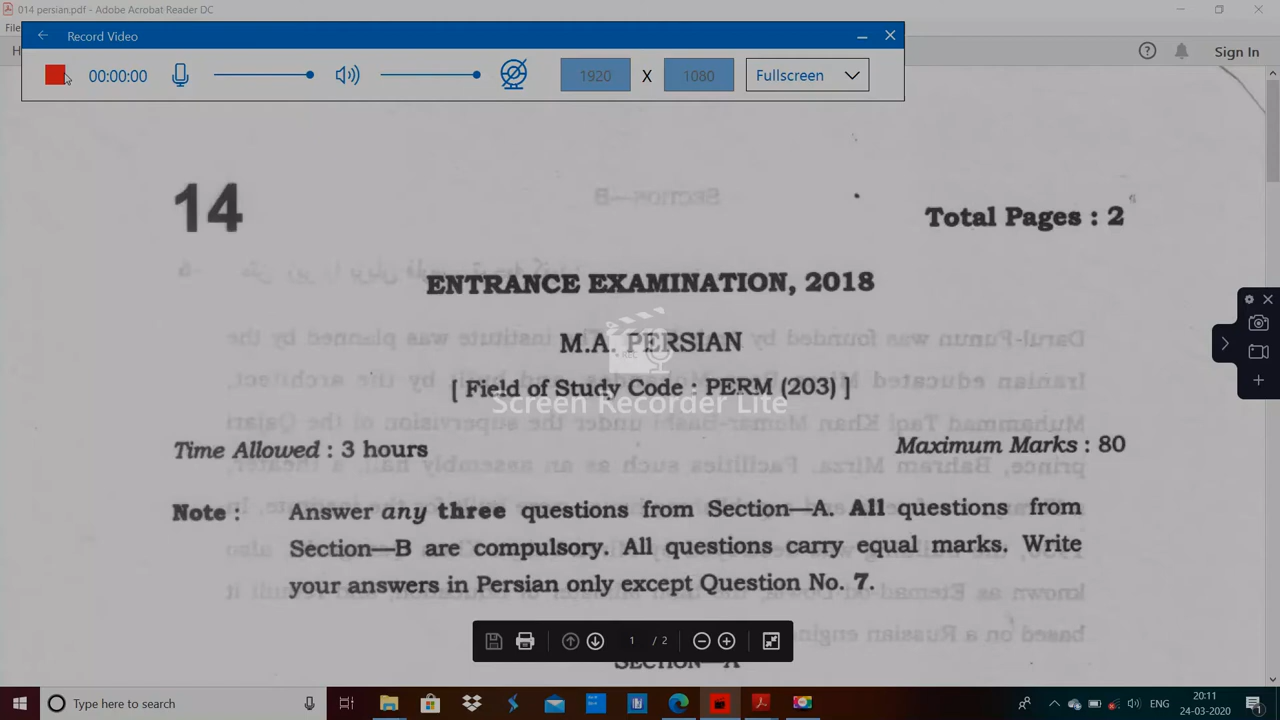 014 persian.pdf - Adobe Acrobat Reader DC
Record Video
00:00:00
1920 X 1080 Fullscreen
Sign In
14
Total Pages : 2
ENTRANCE EXAMINATION, 2018
M.A. PERSIAN
[ Field of Study Code : PERM (203) ]
Screen Recorder Lite
Time Allowed : 3 hours
Maximum Marks : 80
Note : Answer any three questions from Section—A. All questions from
Section—B are compulsory. All questions carry equal marks. Write
your answers in Persian only except Question No. 7.
1 / 2
SECTION—A
Type here to search
ENG
20:11
24-03-2020